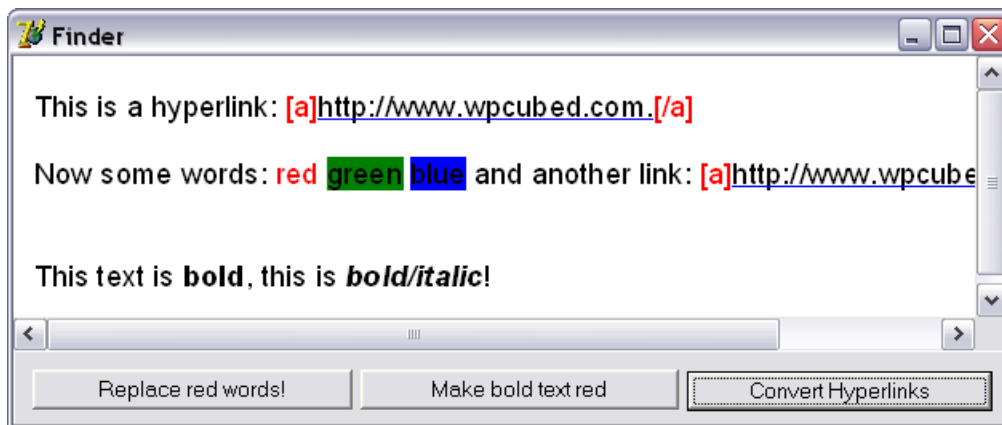 Finder
This is a hyperlink: [a]http://www.wpcubed.com.[/a]
Now some words: red green blue and another link: [a]http://www.wpcube
This text is bold, this is bold/italic!
Replace red words!
Make bold text red
Convert Hyperlinks